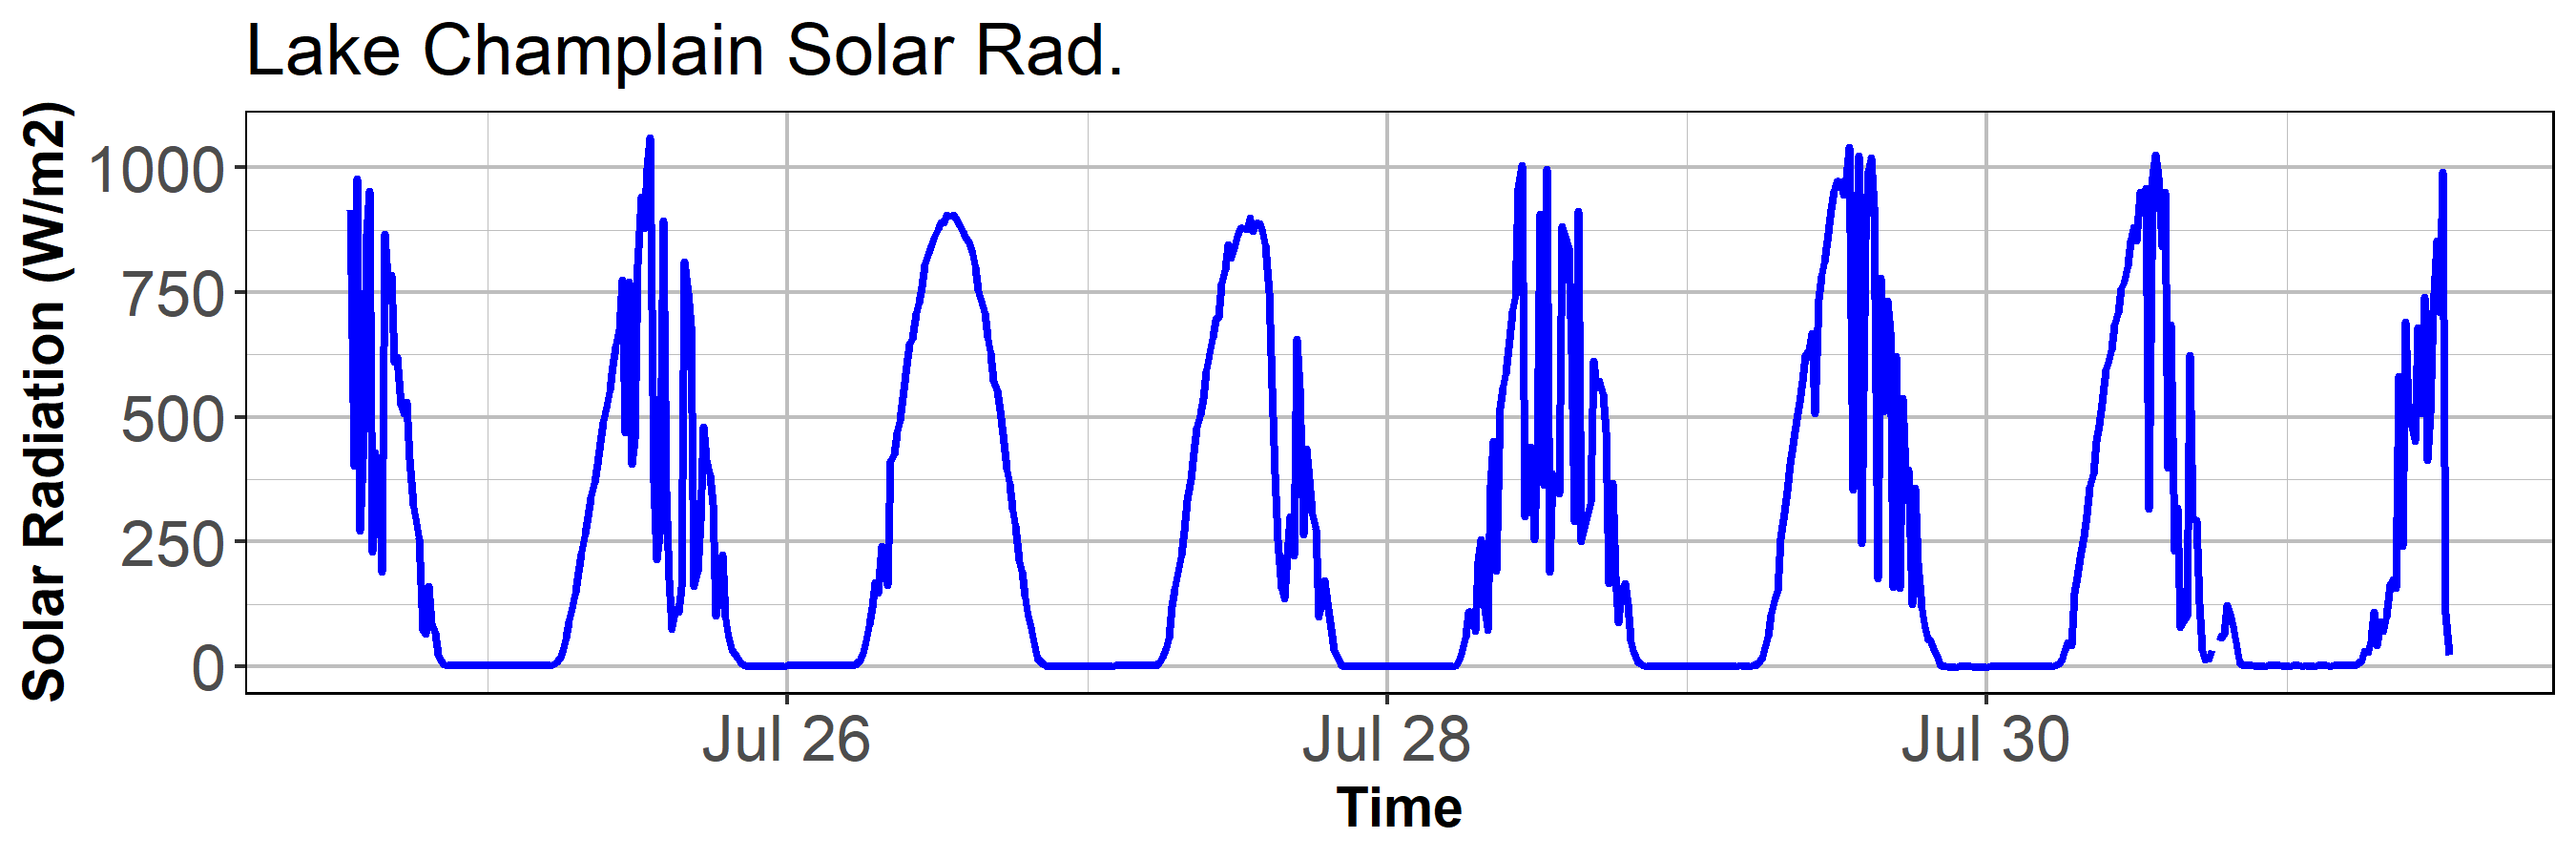 Lake Champlain Solar Rad.
Solar Radiation (W/m2)
1000
750
500
250
0
Jul 26
Jul 28
Jul 30
Time